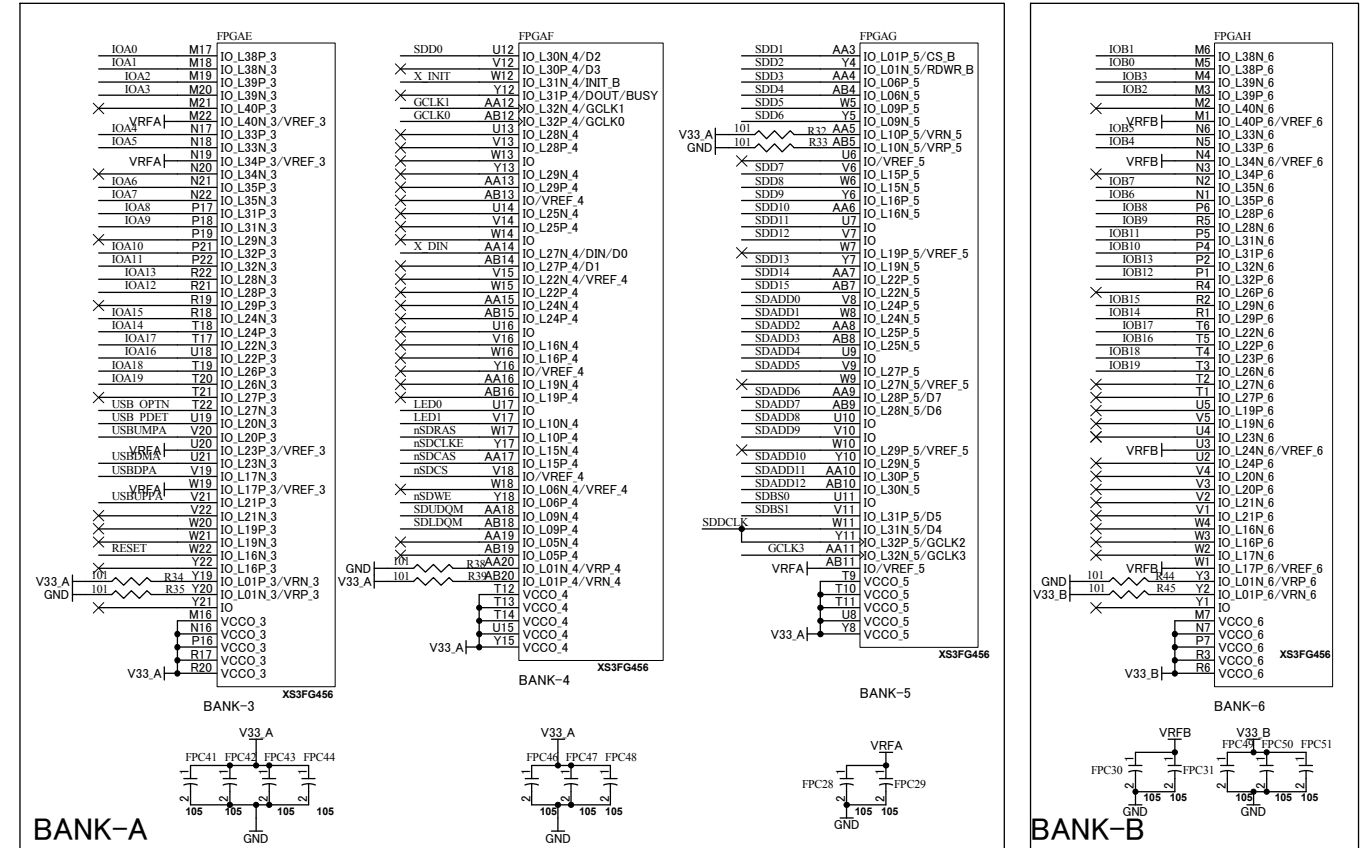 FPGAE
IOA0 M17 IO_L38P_3
IOA1 M18 IO_L38N_3
IOA2 M19 IO_L39P_3
IOA3 M20 IO_L39N_3
M21 IO_L40P_3
VRFA M22 IO_L40N_3/VREF_3
IOA4 N17 IO_L33P_3
IOA5 N18 IO_L33N_3
VRFA N19 IO_L34P_3/VREF_3
N20 IO_L34N_3
IOA6 N21 IO_L35P_3
IOA7 N22 IO_L35N_3
IOA8 P17 IO_L31P_3
IOA9 P18 IO_L31N_3
P19 IO_L29N_3
IOA10 P21 IO_L32P_3
IOA11 P22 IO_L32N_3
IOA13 R22 IO_L28N_3
IOA12 R21 IO_L28P_3
R19 IO_L29P_3
IOA15 R18 IO_L24N_3
IOA14 T18 IO_L24P_3
IOA17 T17 IO_L22N_3
IOA16 U18 IO_L22P_3
IOA18 T19 IO_L26P_3
IOA19 T20 IO_L26N_3
T21 IO_L27P_3
USB_OPTN T22 IO_L27N_3
USB_PDET U19 IO_L20N_3
USBUMPA V20 IO_L20P_3
VRFA U20 IO_L23P_3/VREF_3
USBDMA U21 IO_L23N_3
USBDPA V19 IO_L17N_3
VRFA W19 IO_L17P_3/VREF_3
USBUPPA V21 IO_L21P_3
V22 IO_L21N_3
W20 IO_L19P_3
W21 IO_L19N_3
RESET W22 IO_L16N_3
Y22 IO_L16P_3
V33_A 101 R34 Y19 IO_L01P_3/VRN_3
GND 101 R35 Y20 IO_L01N_3/VRP_3
Y21 IO
M16 VCCO_3
N16 VCCO_3
P16 VCCO_3
R17 VCCO_3
V33_A R20 VCCO_3
XS3FG456
BANK-3
FPGAF
SDD0 U12 IO_L30N_4/D2
V12 IO_L30P_4/D3
X_INIT W12 IO_L31N_4/INIT_B
Y12 IO_L31P_4/DOUT/BUSY
GCLK1 AA12 IO_L32N_4/GCLK1
GCLK0 AB12 IO_L32P_4/GCLK0
U13 IO_L28N_4
V13 IO_L28P_4
W13 IO
Y13 IO_L29N_4
AA13 IO_L29P_4
AB13 IO/VREF_4
U14 IO_L25N_4
V14 IO_L25P_4
W14 IO
X_DIN AA14 IO_L27N_4/DIN/D0
AB14 IO_L27P_4/D1
V15 IO_L22N_4/VREF_4
W15 IO_L22P_4
AA15 IO_L24N_4
AB15 IO_L24P_4
U16 IO
V16 IO_L16N_4
W16 IO_L16P_4
Y16 IO/VREF_4
AA16 IO_L19N_4
AB16 IO_L19P_4
LED0 U17 IO
LED1 V17 IO_L10N_4
nSDRAS W17 IO_L10P_4
nSDCLKE Y17 IO_L15N_4
nSDCAS AA17 IO_L15P_4
nSDCS V18 IO/VREF_4
W18 IO_L06N_4/VREF_4
nSDWE Y18 IO_L06P_4
SDUDQM AA18 IO_L09N_4
SDLDQM AB18 IO_L09P_4
AA19 IO_L05N_4
AB19 IO_L05P_4
GND 101 R38 AA20 IO_L01N_4/VRP_4
V33_A 101 R39 AB20 IO_L01P_4/VRN_4
T12 VCCO_4
T13 VCCO_4
T14 VCCO_4
U15 VCCO_4
V33_A Y15 VCCO_4
XS3FG456
BANK-4
FPGAG
SDD1 AA3 IO_L01P_5/CS_B
SDD2 Y4 IO_L01N_5/RDWR_B
SDD3 AA4 IO_L06P_5
SDD4 AB4 IO_L06N_5
SDD5 W5 IO_L09P_5
SDD6 Y5 IO_L09N_5
V33_A 101 R32 AA5 IO_L10P_5/VRN_5
GND 101 R33 AB5 IO_L10N_5/VRP_5
U6 IO/VREF_5
SDD7 V6 IO_L15P_5
SDD8 W6 IO_L15N_5
SDD9 Y6 IO_L16P_5
SDD10 AA6 IO_L16N_5
SDD11 U7 IO
SDD12 V7 IO
W7 IO_L19P_5/VREF_5
SDD13 Y7 IO_L19N_5
SDD14 AA7 IO_L22P_5
SDD15 AB7 IO_L22N_5
SDADD0 V8 IO_L24P_5
SDADD1 W8 IO_L24N_5
SDADD2 AA8 IO_L25P_5
SDADD3 AB8 IO_L25N_5
SDADD4 U9 IO
SDADD5 V9 IO_L27P_5
W9 IO_L27N_5/VREF_5
SDADD6 AA9 IO_L28P_5/D7
SDADD7 AB9 IO_L28N_5/D6
SDADD8 U10 IO
SDADD9 V10 IO
W10 IO_L29P_5/VREF_5
SDADD10 Y10 IO_L29N_5
SDADD11 AA10 IO_L30P_5
SDADD12 AB10 IO_L30N_5
SDBS0 U11 IO
SDBS1 V11 IO_L31P_5/D5
SDDCLK W11 IO_L31N_5/D4
Y11 IO_L32P_5/GCLK2
GCLK3 AA11 IO_L32N_5/GCLK3
VRFA AB11 IO/VREF_5
T9 VCCO_5
T10 VCCO_5
T11 VCCO_5
U8 VCCO_5
V33_A Y8 VCCO_5
XS3FG456
BANK-5
V33_A
FPC41 FPC42 FPC43 FPC44
1 1 1 1
2 2 2 2
105 105 105 105
GND
V33_A
FPC46 FPC47 FPC48
1 1 1
2 2 2
105 105 105
GND
VRFA
FPC28 FPC29
1 1
2 2
105 105
GND
BANK-A
FPGAH
IOB1 M6 IO_L38N_6
IOB0 M5 IO_L38P_6
IOB3 M4 IO_L39N_6
IOB2 M3 IO_L39P_6
M2 IO_L40N_6
VRFB M1 IO_L40P_6/VREF_6
IOB5 N6 IO_L33N_6
IOB4 N5 IO_L33P_6
VRFB N4 IO_L34N_6/VREF_6
N3 IO_L34P_6
IOB7 N2 IO_L35N_6
IOB6 N1 IO_L35P_6
IOB8 P6 IO_L28P_6
IOB9 R5 IO_L28N_6
IOB11 P5 IO_L31N_6
IOB10 P4 IO_L31P_6
IOB13 P2 IO_L32N_6
IOB12 P1 IO_L32P_6
R4 IO_L26P_6
IOB15 R2 IO_L29N_6
IOB14 R1 IO_L29P_6
IOB17 T6 IO_L22N_6
IOB16 T5 IO_L22P_6
IOB18 T4 IO_L23P_6
IOB19 T3 IO_L26N_6
T2 IO_L27N_6
T1 IO_L27P_6
U5 IO_L19P_6
V5 IO_L19N_6
U4 IO_L23N_6
VRFB U3 IO_L24N_6/VREF_6
U2 IO_L24P_6
V4 IO_L20N_6
V3 IO_L20P_6
V2 IO_L21N_6
V1 IO_L21P_6
W4 IO_L16N_6
W3 IO_L16P_6
W2 IO_L17N_6
VRFB W1 IO_L17P_6/VREF_6
GND 101 R44 Y3 IO_L01N_6/VRP_6
V33_B 101 R45 Y2 IO_L01P_6/VRN_6
Y1 IO
M7 VCCO_6
N7 VCCO_6
P7 VCCO_6
R3 VCCO_6
V33_B R6 VCCO_6
XS3FG456
BANK-6
VRFB
FPC30 FPC31
1 1
2 2
105 105
GND
V33_B
FPC49 FPC50 FPC51
1 1 1
2 2 2
105 105 105
GND
BANK-B